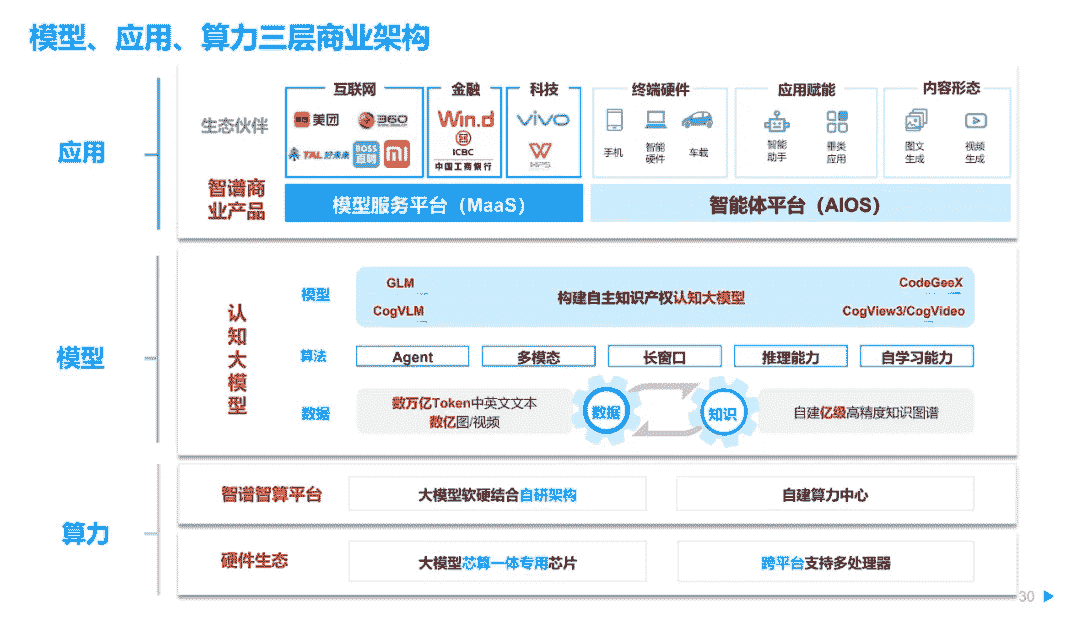 模型、应用、算力三层商业架构
应用
生态伙伴
互联网
美团
360
TAL 好未来
BOSS
直聘
mi
金融
Win.d
ICBC
中国工商银行
科技
vivo
WPS
终端硬件
手机
智能
硬件
车载
应用赋能
智能
助手
垂类
应用
内容形态
图文
生成
视频
生成
智谱商
业产品
模型服务平台（MaaS）
智能体平台（AIOS）
模型
认
知
大
模
型
模型
GLM
CogVLM
构建自主知识产权认知大模型
CodeGeeX
CogView3/CogVideo
算法
Agent
多模态
长窗口
推理能力
自学习能力
数据
数万亿Token中英文文本
数亿图/视频
数据
知识
自建亿级高精度知识图谱
算力
智谱智算平台
大模型软硬结合自研架构
自建算力中心
硬件生态
大模型芯算一体专用芯片
跨平台支持多处理器
30